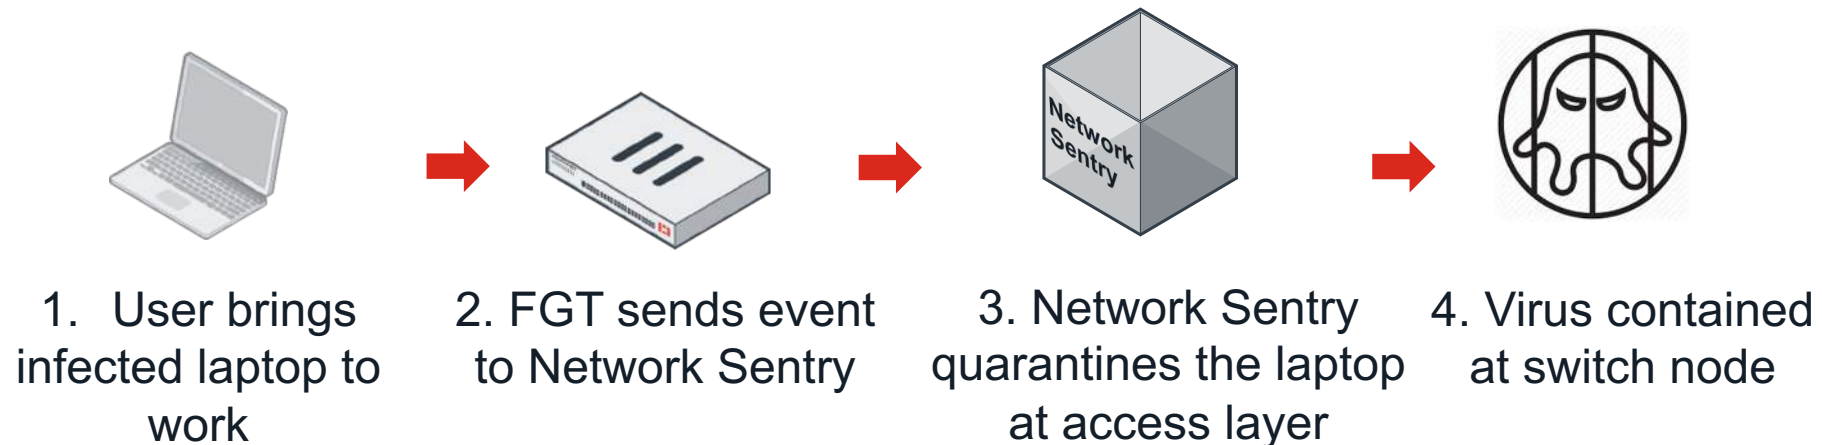 Network
Sentry
1. User brings
infected laptop to
work
2. FGT sends event
to Network Sentry
3. Network Sentry
quarantines the laptop
at access layer
4. Virus contained
at switch node